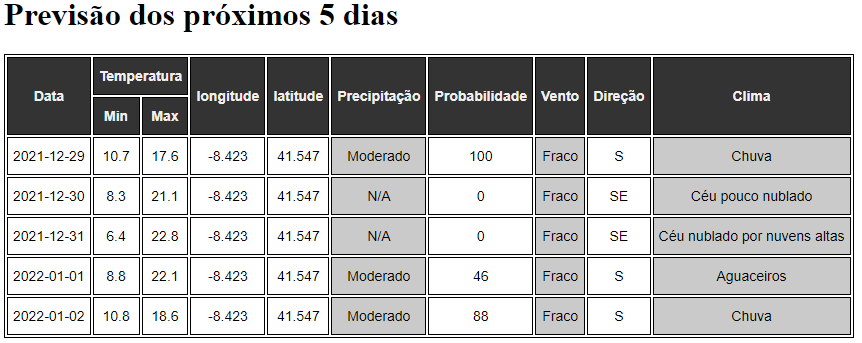 Previsão dos próximos 5 dias
Data Temperatura longitude latitude Precipitação Probabilidade Vento Direção Clima
Min Max
2021-12-29 10.7 17.6 -8.423 41.547 Moderado 100 Fraco S Chuva
2021-12-30 8.3 21.1 -8.423 41.547 N/A 0 Fraco SE Céu pouco nublado
2021-12-31 6.4 22.8 -8.423 41.547 N/A 0 Fraco SE Céu nublado por nuvens altas
2022-01-01 8.8 22.1 -8.423 41.547 Moderado 46 Fraco S Aguaceiros
2022-01-02 10.8 18.6 -8.423 41.547 Moderado 88 Fraco S Chuva